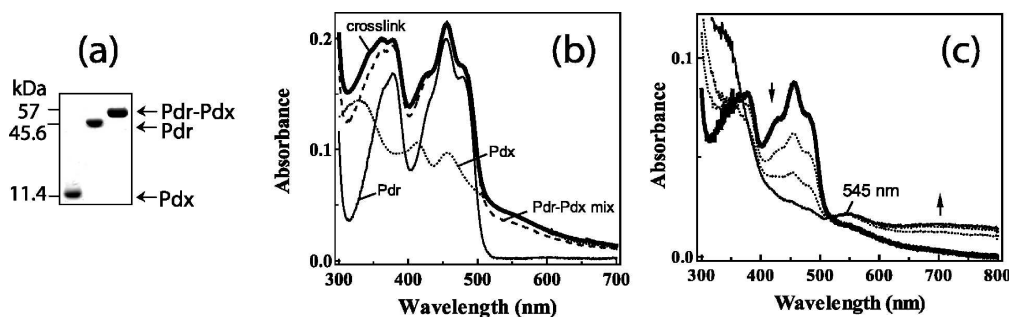 (a)
kDa
57
45.6
11.4
←Pdr-Pdx
←Pdr
←Pdx
(b)
crosslink
Pdx
Pdr
Pdr-Pdx mix
0.2
0.1
0.0
Absorbance
300 400 500 600 700
Wavelength (nm)
(c)
545 nm
0.1
0.0
Absorbance
300 400 500 600 700 800
Wavelength (nm)